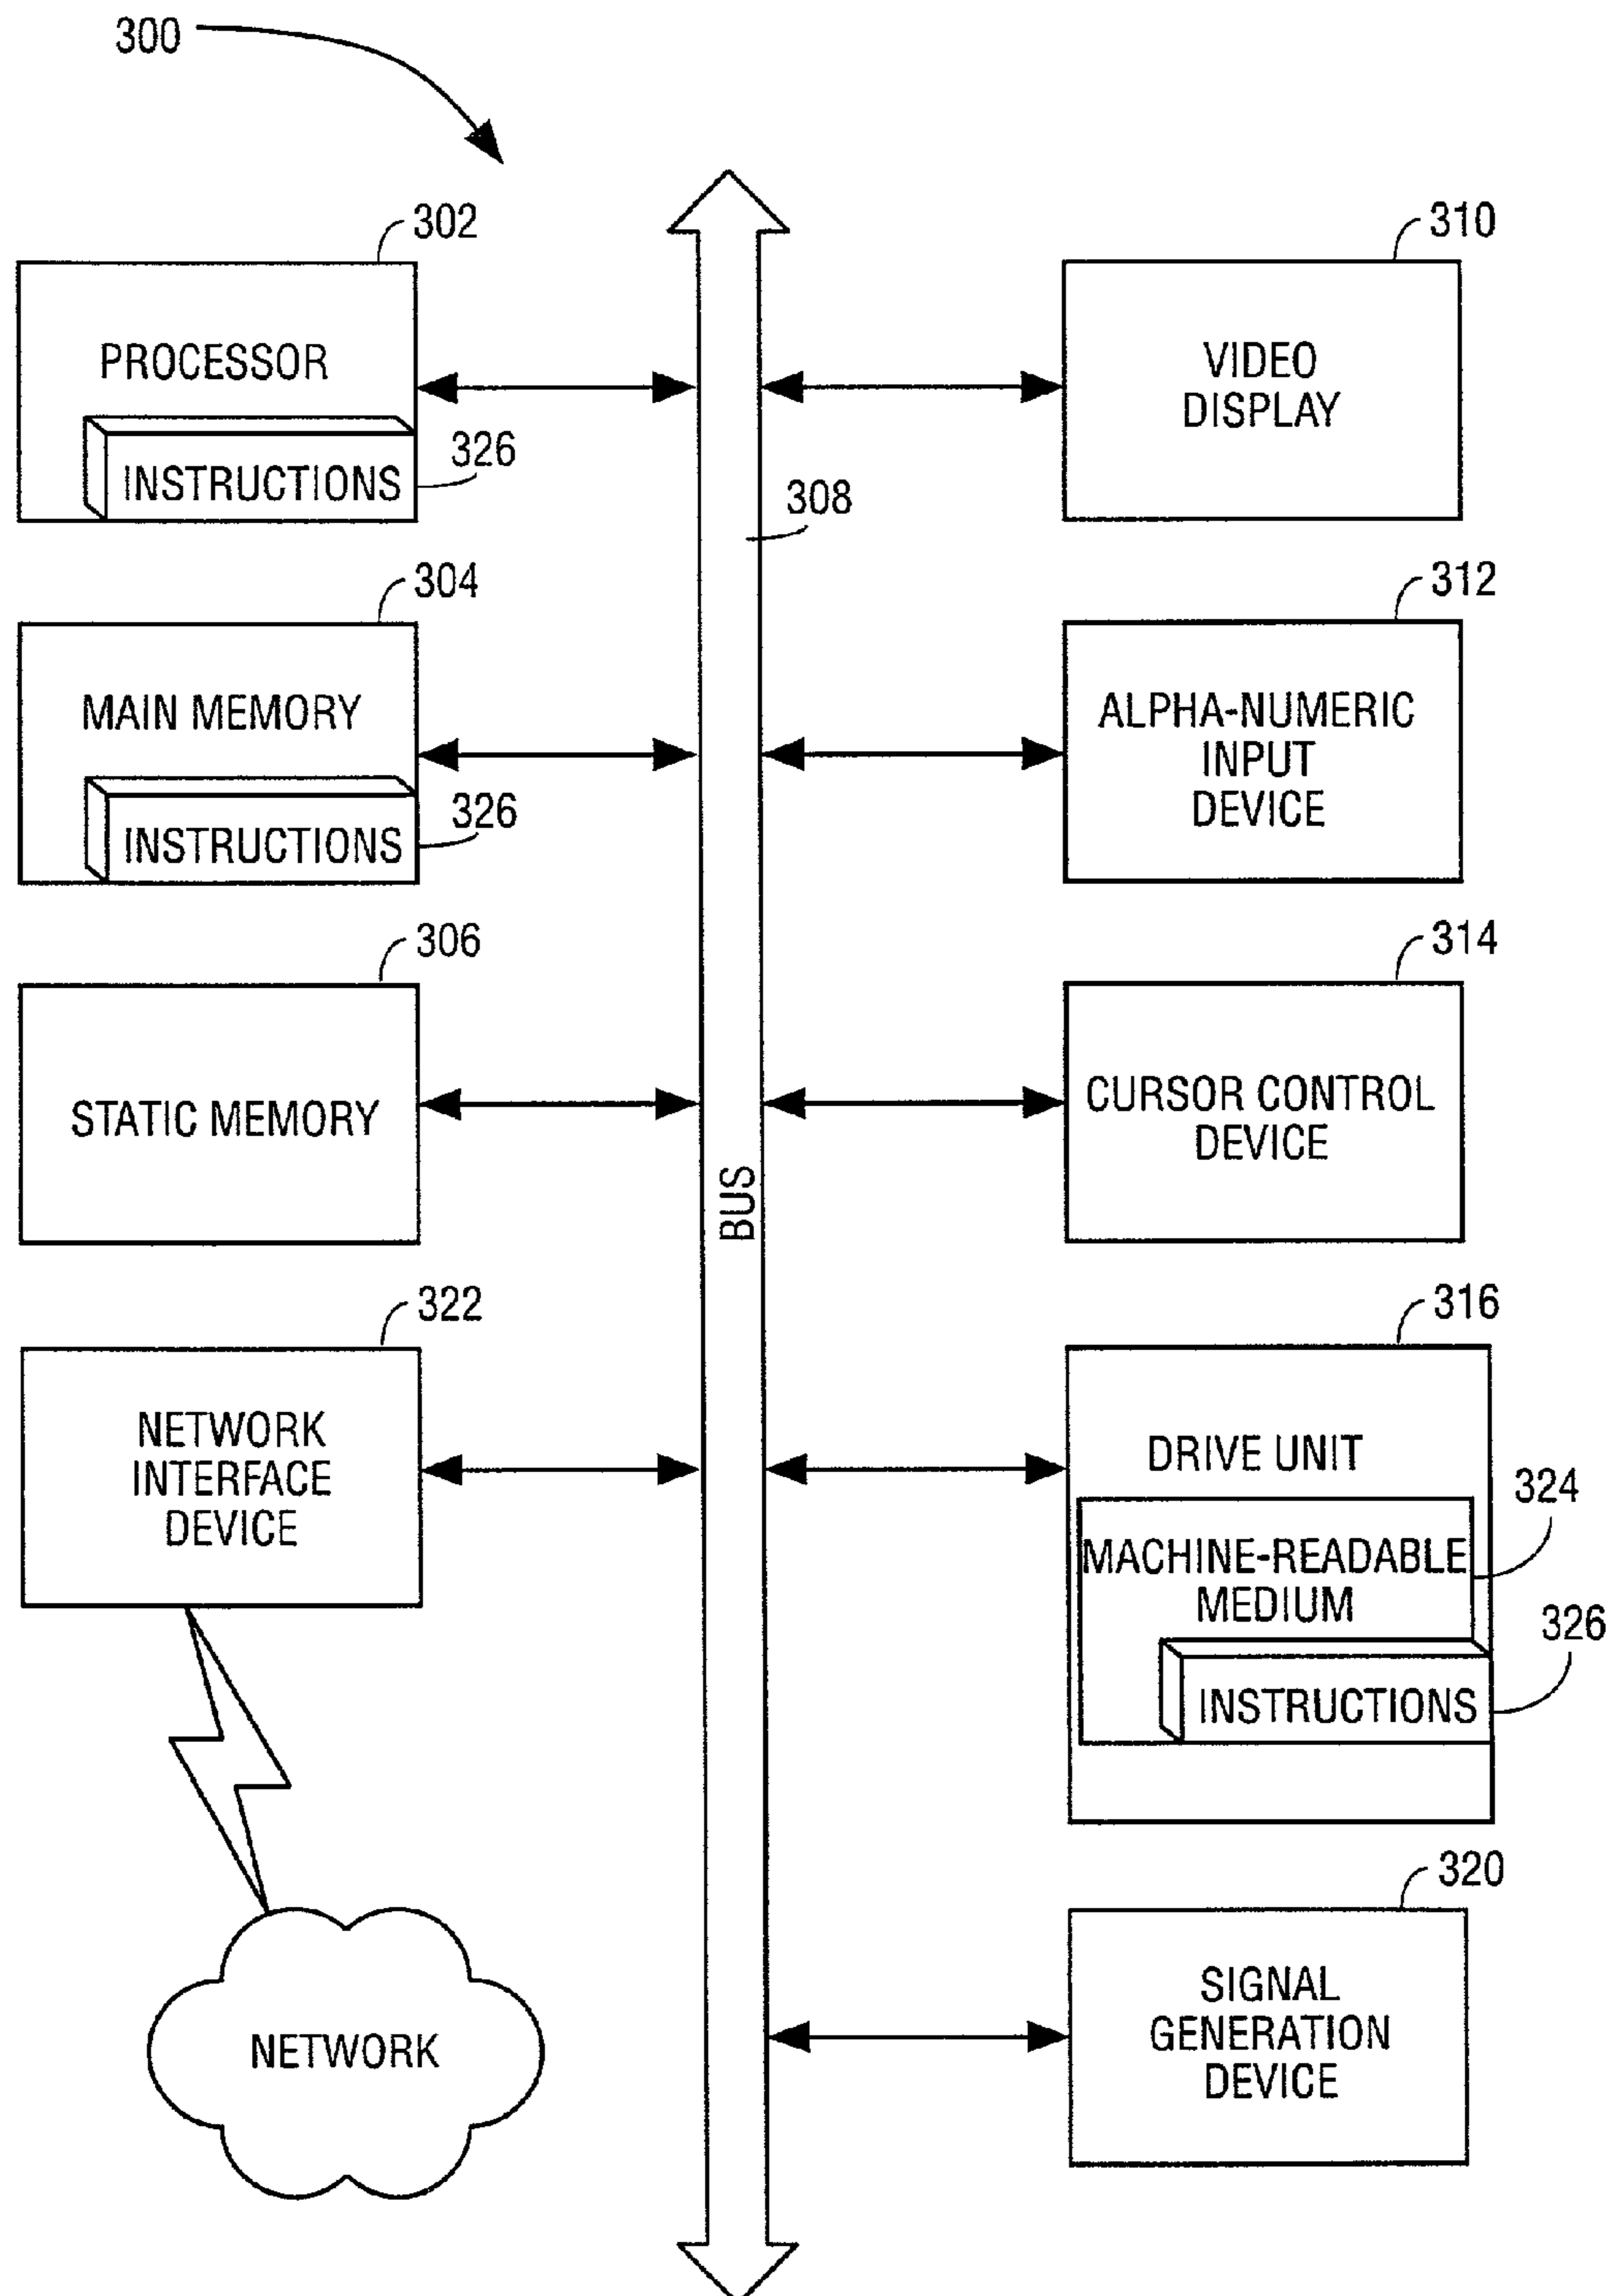 300
302
PROCESSOR
INSTRUCTIONS
326
304
MAIN MEMORY
INSTRUCTIONS
326
306
STATIC MEMORY
322
NETWORK
INTERFACE
DEVICE
NETWORK
308
BUS
310
VIDEO
DISPLAY
312
ALPHA-NUMERIC
INPUT
DEVICE
314
CURSOR CONTROL
DEVICE
316
DRIVE UNIT
324
MACHINE-READABLE
MEDIUM
326
INSTRUCTIONS
320
SIGNAL
GENERATION
DEVICE